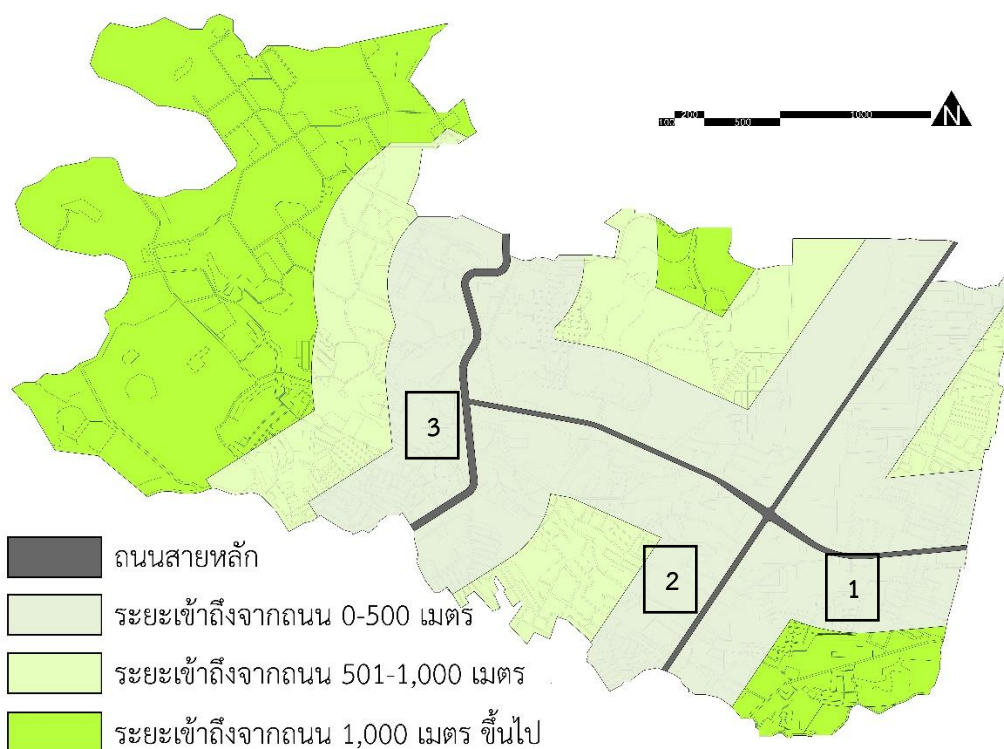 100 200 500 1000 N
3
2
1
ถนนสายหลัก
ระยะเข้าถึงจากถนน 0-500 เมตร
ระยะเข้าถึงจากถนน 501-1,000 เมตร
ระยะเข้าถึงจากถนน 1,000 เมตร ขึ้นไป